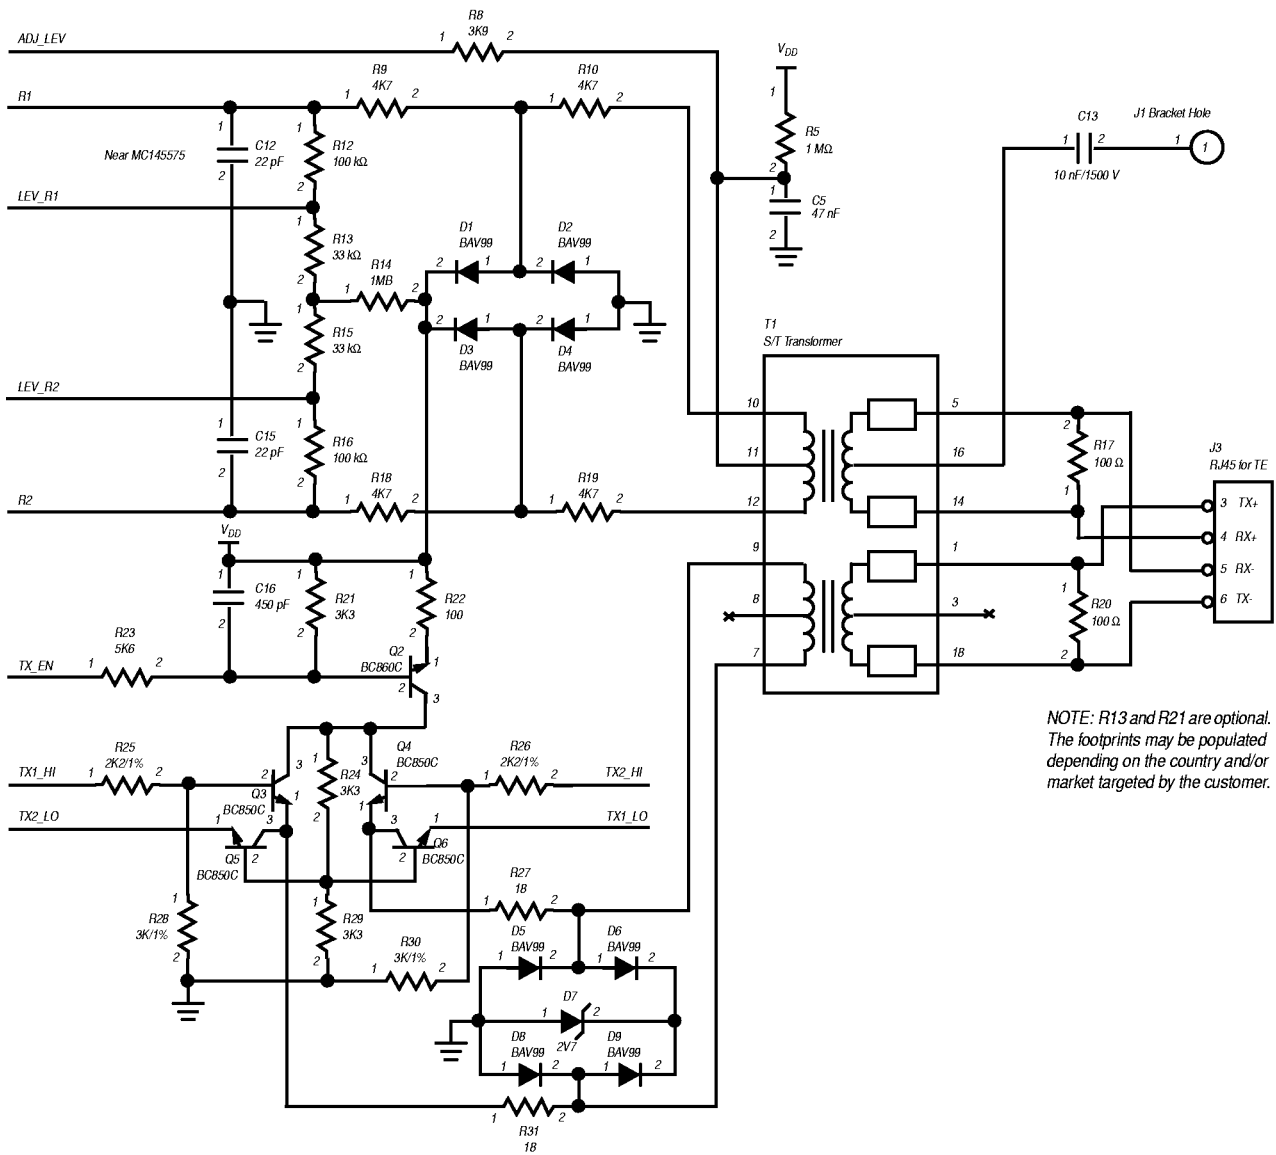 ADJ_LEV
1
R8
3K9
2
R1
1
R9
4K7
2
1
R10
4K7
2
VDD
1
R5
1 MΩ
2
1
C5
47 nF
2
C13
1
2
10 nF/1500 V
J1 Bracket Hole
1
1
Near MC145575
1
C12
22 pF
2
1
R12
100 kΩ
2
LEV_R1
1
R13
33 kΩ
2
R14
1MB
1
2
D1
BAV99
2
1
D2
BAV99
2
1
1
R15
33 kΩ
2
2
1
D3
BAV99
2
1
D4
BAV99
LEV_R2
1
C15
22 pF
2
1
R16
100 kΩ
2
R2
1
R18
4K7
2
1
R19
4K7
2
T1
S/T Transformer
10
11
12
9
8
7
5
16
14
1
3
18
2
R17
100 Ω
1
1
R20
100 Ω
2
J3
RJ45 for TE
3 TX+
4 RX+
5 RX-
6 TX-
VDD
1
C16
450 pF
2
1
R21
3K3
2
1
R22
100
2
R23
5K6
1
2
TX_EN
Q2
BC860C
1
2
3
NOTE: R13 and R21 are optional.
The footprints may be populated
depending on the country and/or
market targeted by the customer.
TX1_HI
1
R25
2K2/1%
2
2
3
Q3
BC850C
1
1
R24
3K3
2
Q4
BC850C
3
2
1
1
R26
2K2/1%
2
TX2_HI
TX2_LO
1
3
Q5
BC850C
2
3
1
2
Q6
BC850C
TX1_LO
1
R28
3K/1%
2
1
R29
3K3
2
R30
3K/1%
1
2
R27
18
1
2
D5
BAV99
1
2
D6
BAV99
1
2
D7
1
2
2V7
D8
BAV99
1
2
D9
BAV99
1
2
1
2
R31
18